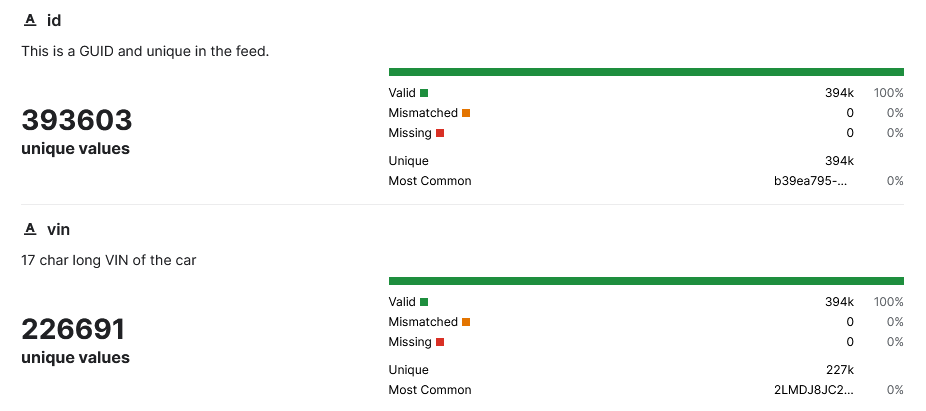 A id
This is a GUID and unique in the feed.
393603
unique values
Valid 394k 100%
Mismatched 0 0%
Missing 0 0%
Unique 394k
Most Common b39ea795-... 0%
A vin
17 char long VIN of the car
226691
unique values
Valid 394k 100%
Mismatched 0 0%
Missing 0 0%
Unique 227k
Most Common 2LMDJ8JC2... 0%